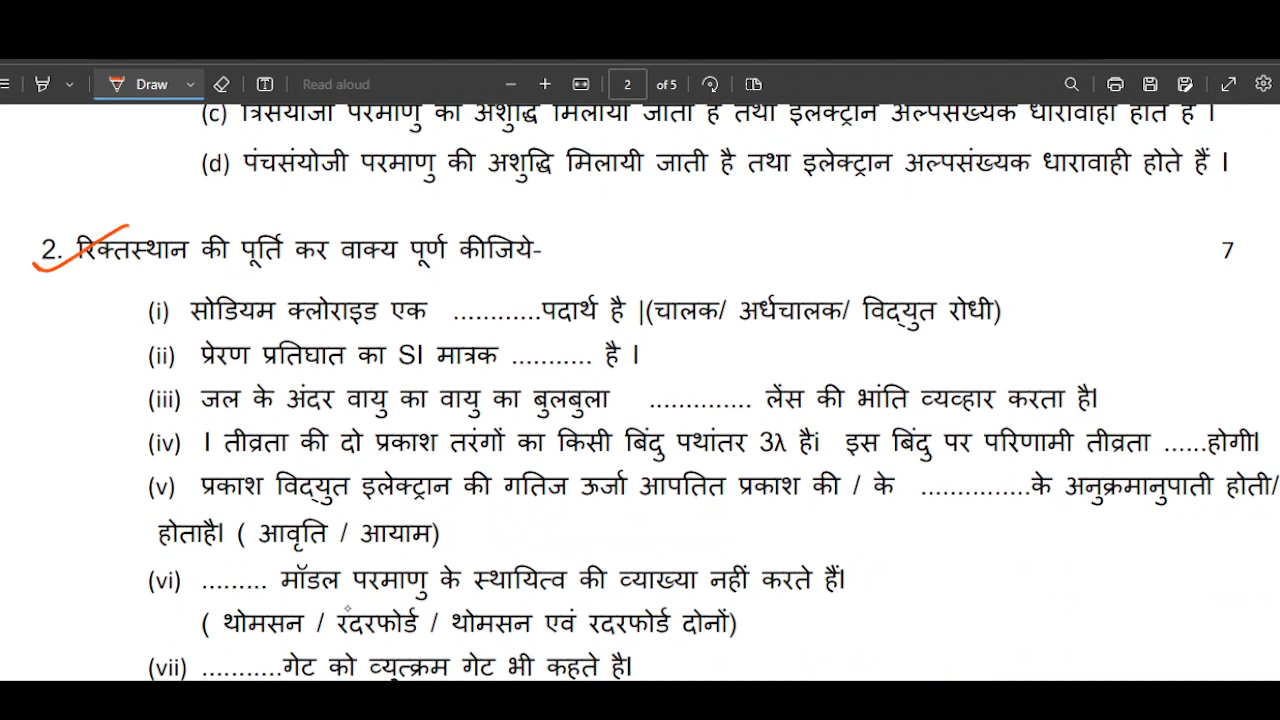 Draw
Read aloud
2 of 5
(c) त्रिसंयोजी परमाणु की अशुद्धि मिलायी जाती है तथा इलेक्ट्रान अल्पसंख्यक धारावाही होते हैं I
(d) पंचसंयोजी परमाणु की अशुद्धि मिलायी जाती है तथा इलेक्ट्रान अल्पसंख्यक धारावाही होते हैं I
2. रिक्तस्थान की पूर्ति कर वाक्य पूर्ण कीजिये- 7
(i) सोडियम क्लोराइड एक ............पदार्थ है |(चालक/ अर्धचालक/ विद्युत रोधी)
(ii) प्रेरण प्रतिघात का SI मात्रक ........... है I
(iii) जल के अंदर वायु का वायु का बुलबुला .............. लेंस की भांति व्यव्हार करता हैI
(iv) I तीव्रता की दो प्रकाश तरंगों का किसी बिंदु पथांतर 3λ हैi इस बिंदु पर परिणामी तीव्रता ......होगीI
(v) प्रकाश विद्युत इलेक्ट्रान की गतिज ऊर्जा आपतित प्रकाश की / के ...............के अनुक्रमानुपाती होती/
होताहैI ( आवृति / आयाम)
(vi) ......... मॉडल परमाणु के स्थायित्व की व्याख्या नहीं करते हैंI
( थोमसन / रदरफोर्ड / थोमसन एवं रदरफोर्ड दोनों)
(vii) ...........गेट को व्युत्क्रम गेट भी कहते हैI